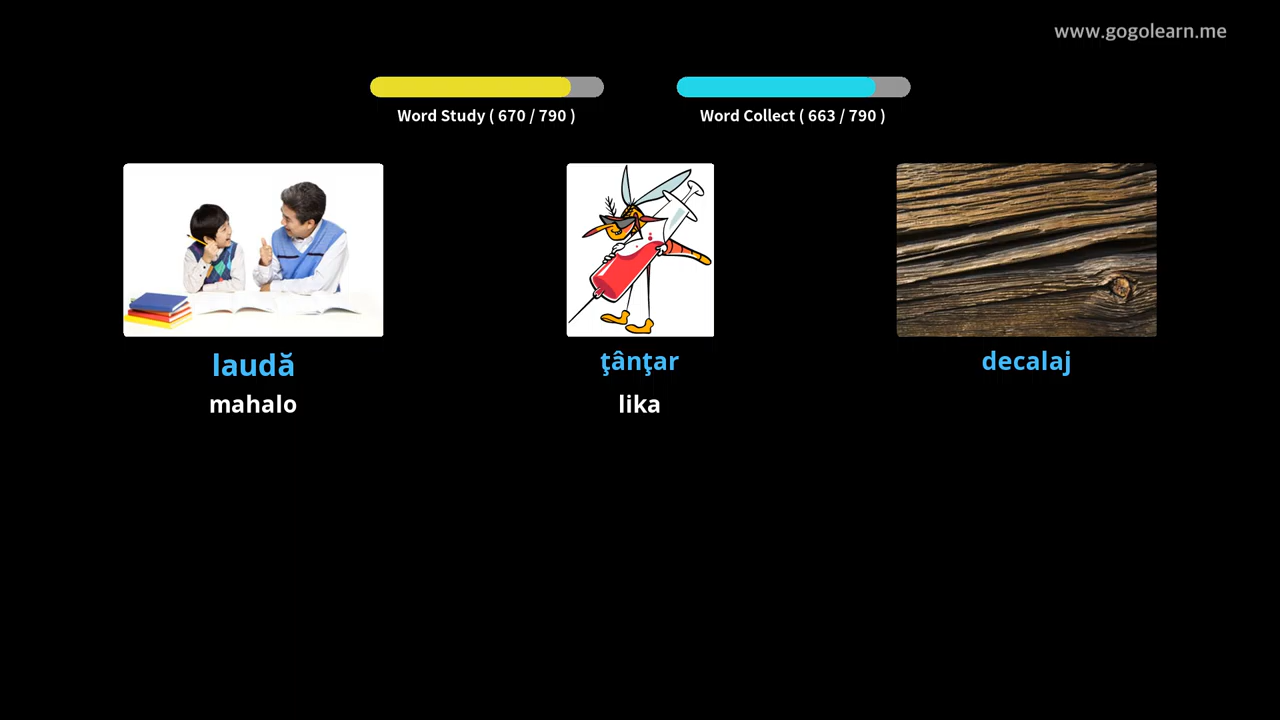 www.gogolearn.me
Word Study ( 670 / 790 )
Word Collect ( 663 / 790 )
laudă
ţânţar
decalaj
mahalo
lika